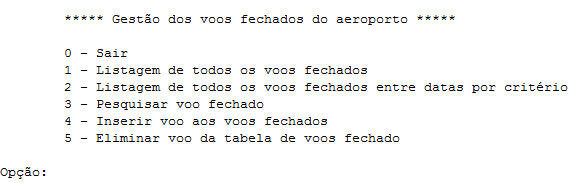 ***** Gestão dos voos fechados do aeroporto *****
0 - Sair
1 - Listagem de todos os voos fechados
2 - Listagem de todos os voos fechados entre datas por critério
3 - Pesquisar voo fechado
4 - Inserir voo aos voos fechados
5 - Eliminar voo da tabela de voos fechado
Opção: